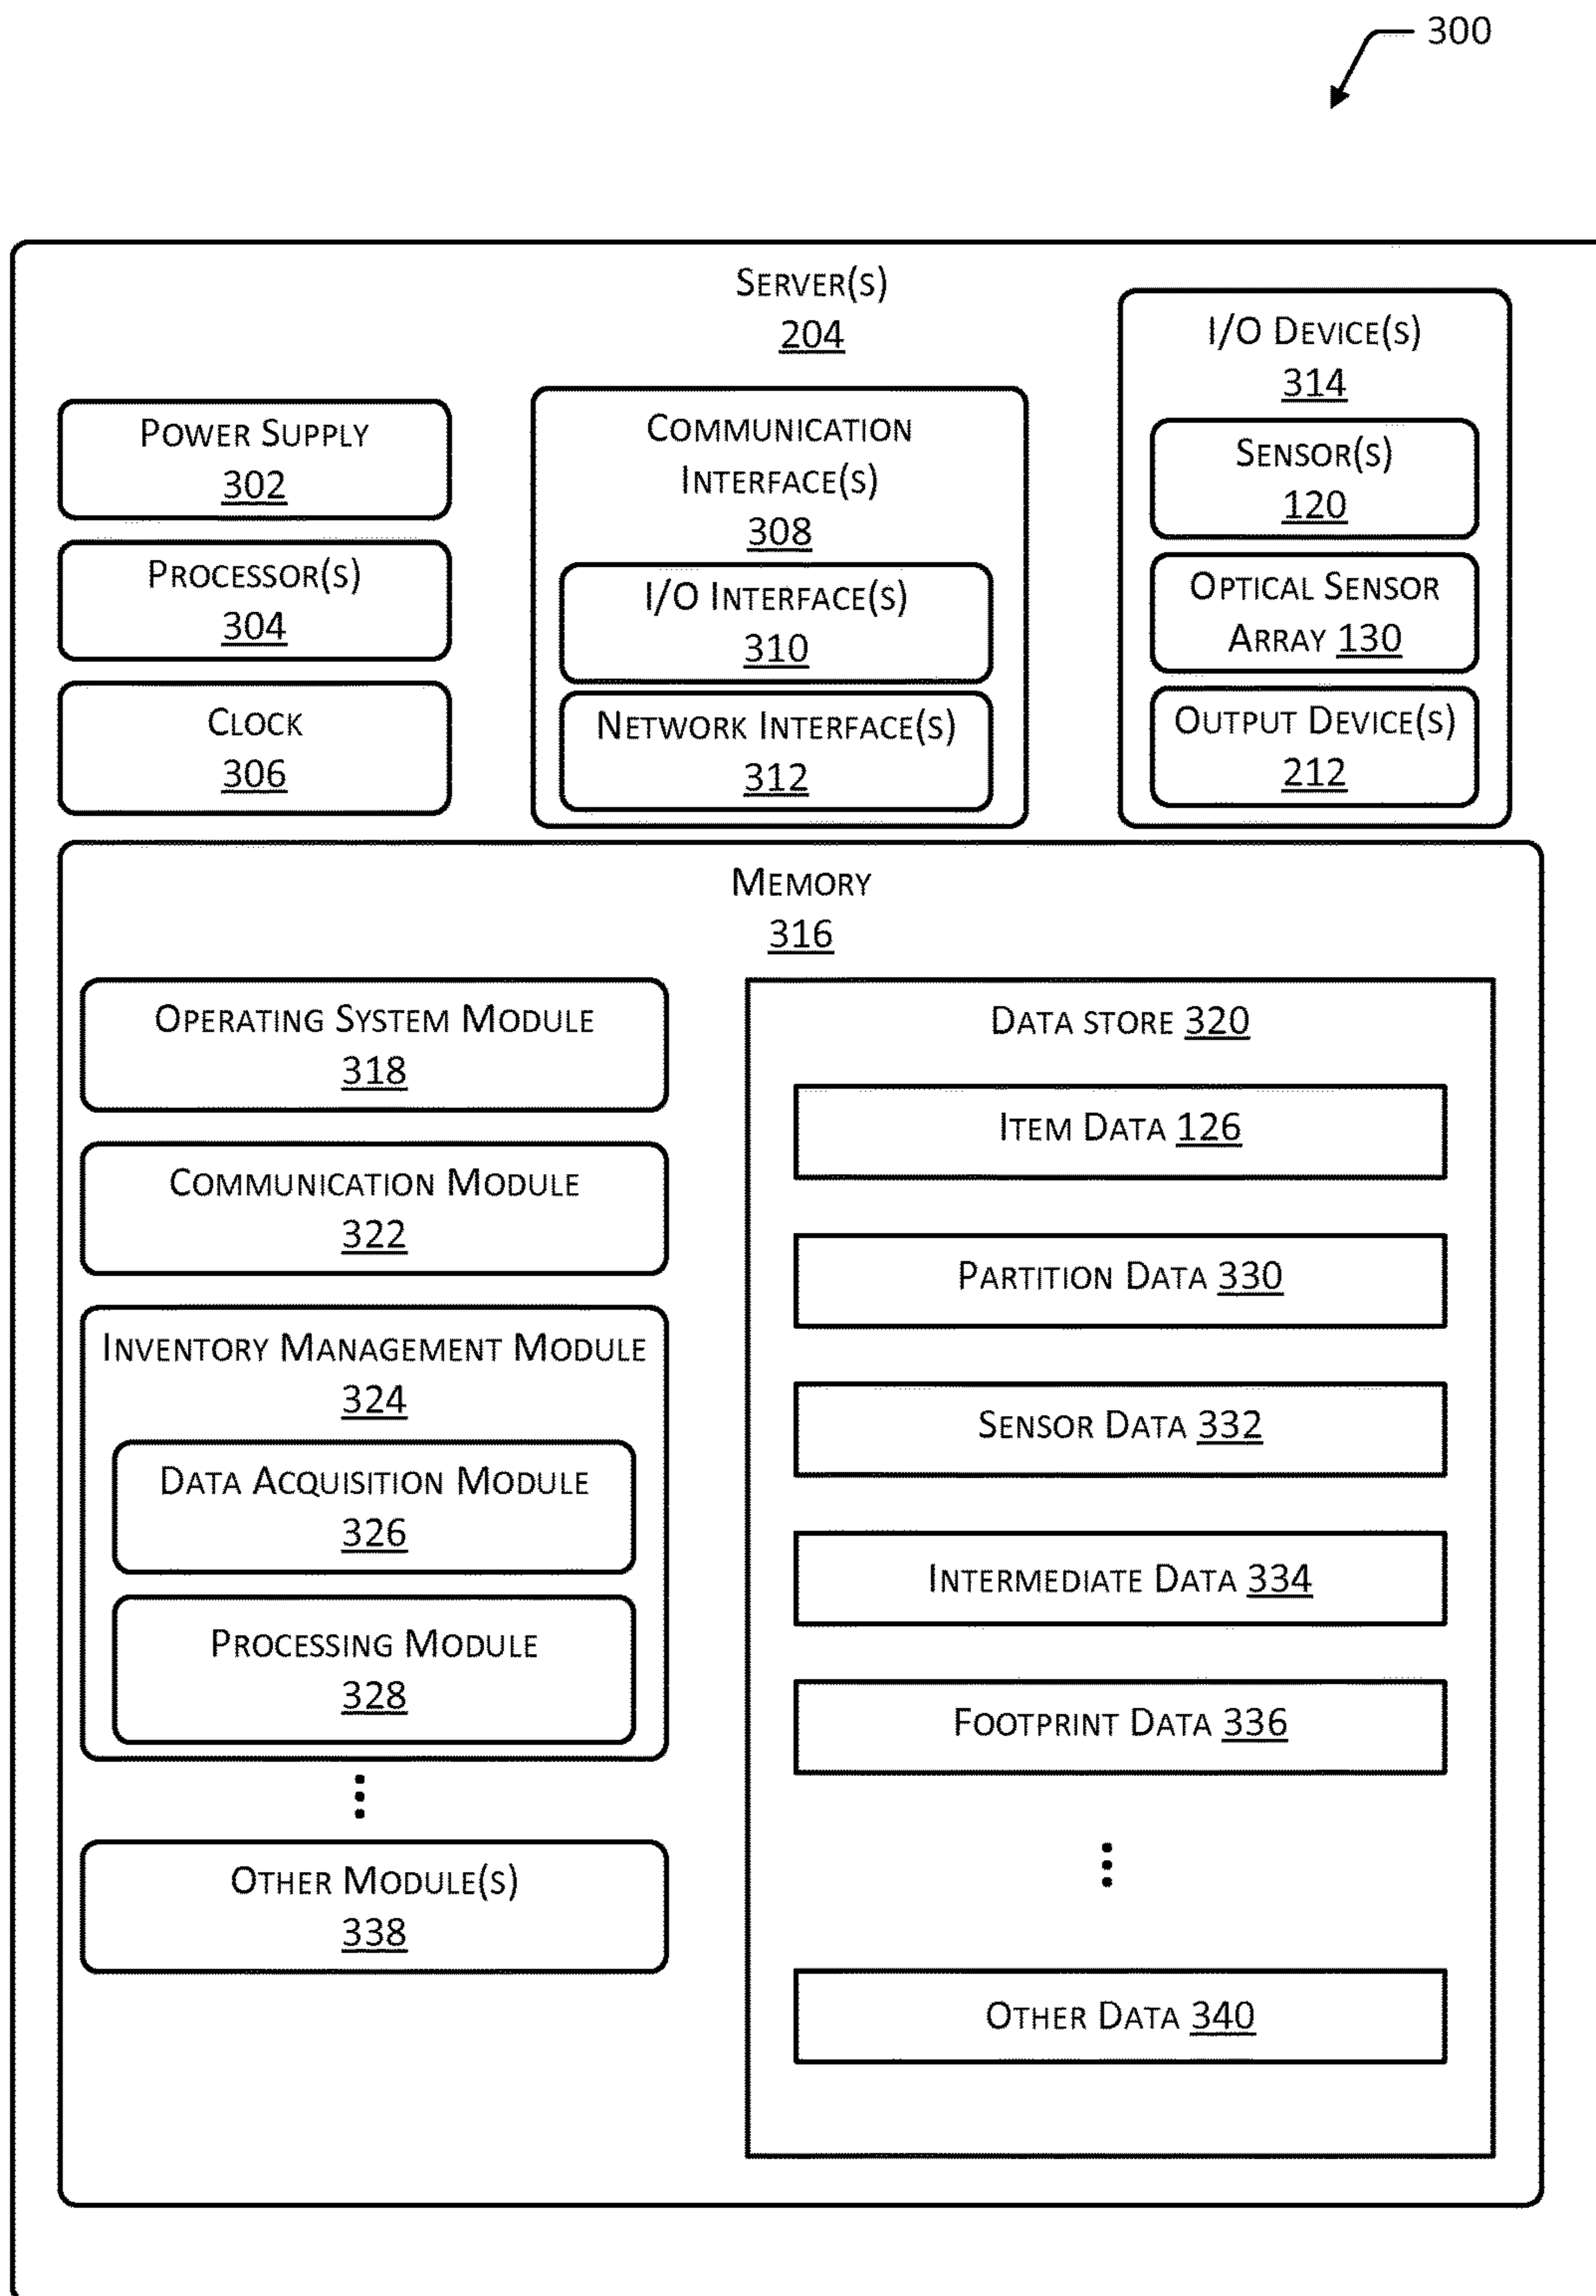 300
SERVER(S)
204
POWER SUPPLY
302
PROCESSOR(S)
304
CLOCK
306
COMMUNICATION
INTERFACE(S)
308
I/O INTERFACE(S)
310
NETWORK INTERFACE(S)
312
I/O DEVICE(S)
314
SENSOR(S)
120
OPTICAL SENSOR
ARRAY 130
OUTPUT DEVICE(S)
212
MEMORY
316
OPERATING SYSTEM MODULE
318
COMMUNICATION MODULE
322
INVENTORY MANAGEMENT MODULE
324
DATA ACQUISITION MODULE
326
PROCESSING MODULE
328
OTHER MODULE(S)
338
DATA STORE 320
ITEM DATA 126
PARTITION DATA 330
SENSOR DATA 332
INTERMEDIATE DATA 334
FOOTPRINT DATA 336
OTHER DATA 340